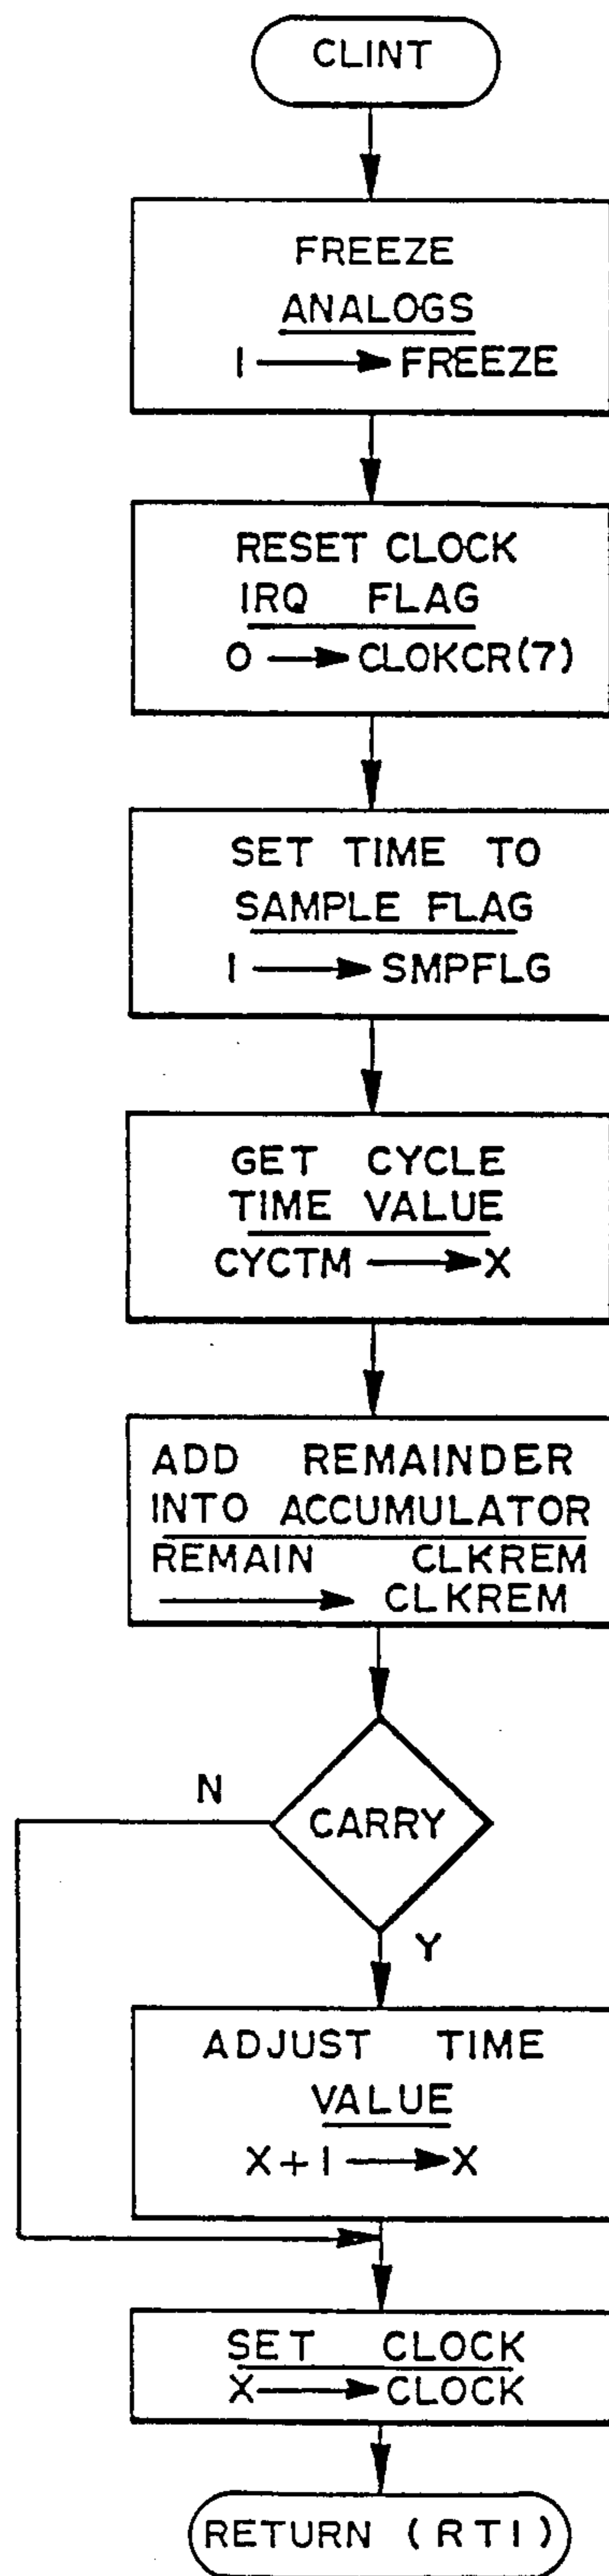 CLINT
FREEZE
ANALOGS
1 → FREEZE
RESET CLOCK
IRQ FLAG
0 → CLOKCR(7)
SET TIME TO
SAMPLE FLAG
1 → SMPFLG
GET CYCLE
TIME VALUE
CYCTM → X
ADD REMAINDER
INTO ACCUMULATOR
REMAIN CLKREM
→ CLKREM
CARRY
N
Y
ADJUST TIME
VALUE
X+1 → X
SET CLOCK
X → CLOCK
RETURN (RTI)